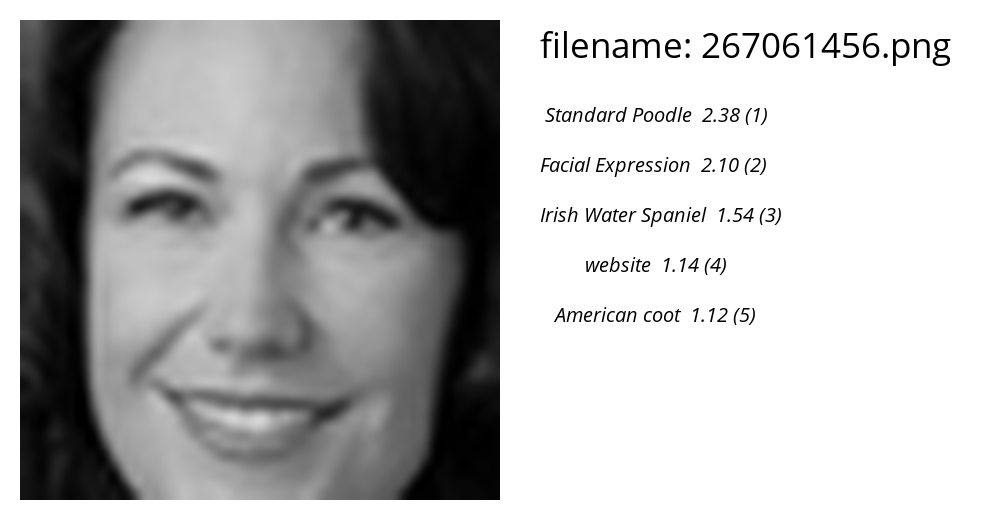 filename: 267061456.png
Standard Poodle 2.38 (1)
Facial Expression 2.10 (2)
Irish Water Spaniel 1.54 (3)
website 1.14 (4)
American coot 1.12 (5)